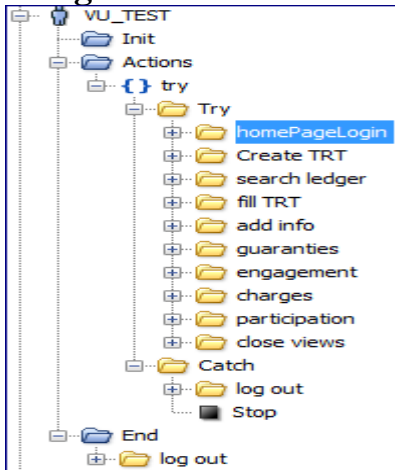 VU_TEST
Init
Actions
{} try
Try
homePageLogin
Create TRT
search ledger
fill TRT
add info
guaranties
engagement
charges
participation
close views
Catch
log out
Stop
End
log out